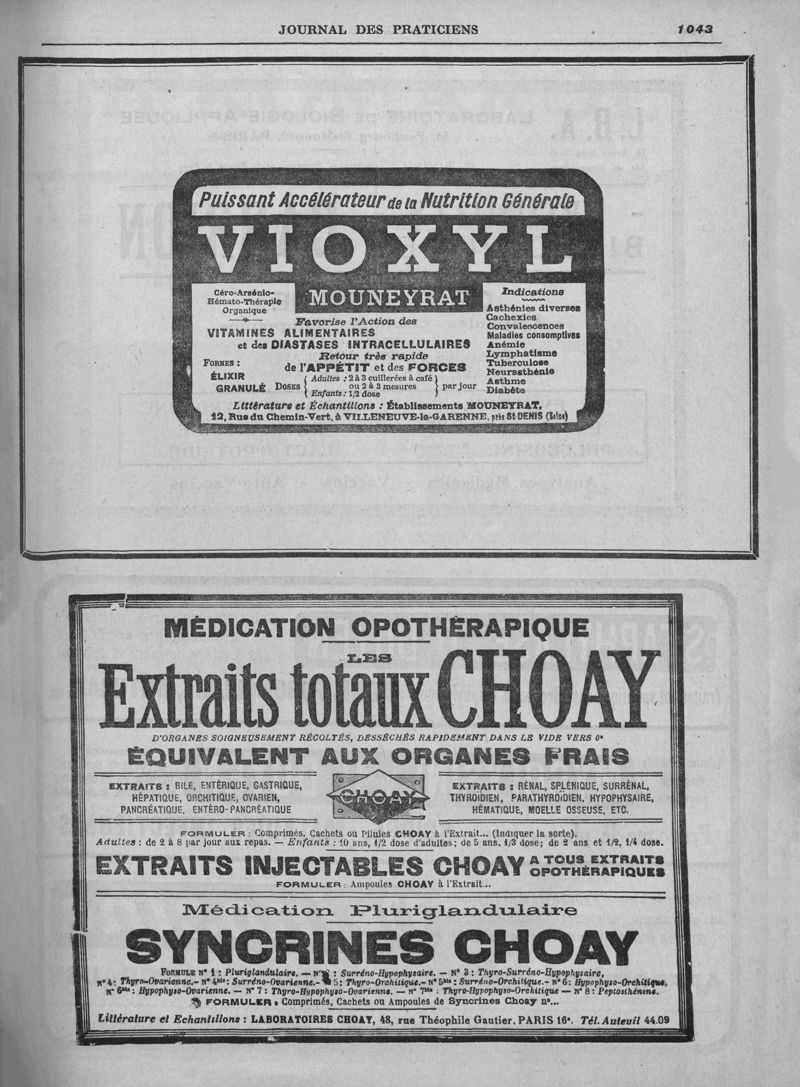 JOURNAL DES PRATICIENS 1043
Puissant Accélérateur de la Nutrition Générale
VIOXYL
MOUNEYRAT
Céro-Arsénio-
Hémato-Thérapie
Organique
Favorise l'Action des
VITAMINES ALIMENTAIRES
et des DIASTASES INTRACELLULAIRES
Retour très rapide
de l'APPÉTIT et des FORCES
FORMES :
ÉLIXIR
GRANULÉ
DOSES
Adultes : 2 à 3 cuillerées à café
ou 2 à 3 mesures
Enfants : 1/2 dose
par jour
Indications
Asthénies diverses
Cachexies
Convalescences
Maladies consomptives
Anémie
Lymphatisme
Tuberculose
Neurasthénie
Asthme
Diabète
Littérature et Échantillons : Établissements MOUNEYRAT,
12, Rue du Chemin-Vert, à VILLENEUVE-la-GARENNE, près St-DENIS (Seine)
MÉDICATION OPOTHÉRAPIQUE
LES
Extraits totaux CHOAY
D'ORGANES SOIGNEUSEMENT RÉCOLTÉS, DESSÉCHÉS RAPIDEMENT DANS LE VIDE VERS 0°
ÉQUIVALENT AUX ORGANES FRAIS
EXTRAITS : BILE, ENTÉRIQUE, GASTRIQUE,
HÉPATIQUE, ORCHITIQUE, OVARIEN,
PANCRÉATIQUE, ENTÉRO-PANCRÉATIQUE
CHOAY
EXTRAITS : RÉNAL, SPLÉNIQUE, SURRÉNAL,
THYROÏDIEN, PARATHYROÏDIEN, HYPOPHYSAIRE,
HÉMATIQUE, MOELLE OSSEUSE, ETC.
FORMULER : Comprimés, Cachets ou Pilules CHOAY à l'Extrait... (Indiquer la sorte).
Adultes : de 2 à 8 par jour aux repas. — Enfants : 10 ans, 1/2 dose d'adultes; de 5 ans, 1/3 dose; de 2 ans et 1/2, 1/4 dose.
EXTRAITS INJECTABLES CHOAY A TOUS EXTRAITS
OPOTHÉRAPIQUES
FORMULER : Ampoules CHOAY à l'Extrait...
Médication Pluriglandulaire
SYNCRINES CHOAY
FORMULE N° 1 : Pluriglandulaire. — N° : Surréno-Hypophysaire. — N° 3 : Thyro-Surréno-Hypophysaire,
N° 4 : Thyro-Ovarienne.- N° 4bis : Surréno-Ovarienne.- 5 : Thyro-Orchitique.- N° 5bis : Surréno-Orchitique.- N° 6 : Hypophyso-Orchitique,
N° 6bis : Hypophyso-Ovarienne. — N° 7 : Thyro-Hypophyso-Ovarienne. — N° 7bis : Thyro-Hypophyso-Orchitique — N° 8 : Peptosthénine.
FORMULER : Comprimés, Cachets ou Ampoules de Syncrines Choay n°...
Littérature et Echantillons : LABORATOIRES CHOAY, 48, rue Théophile Gautier, PARIS 16e. Tél. Auteuil 44.09